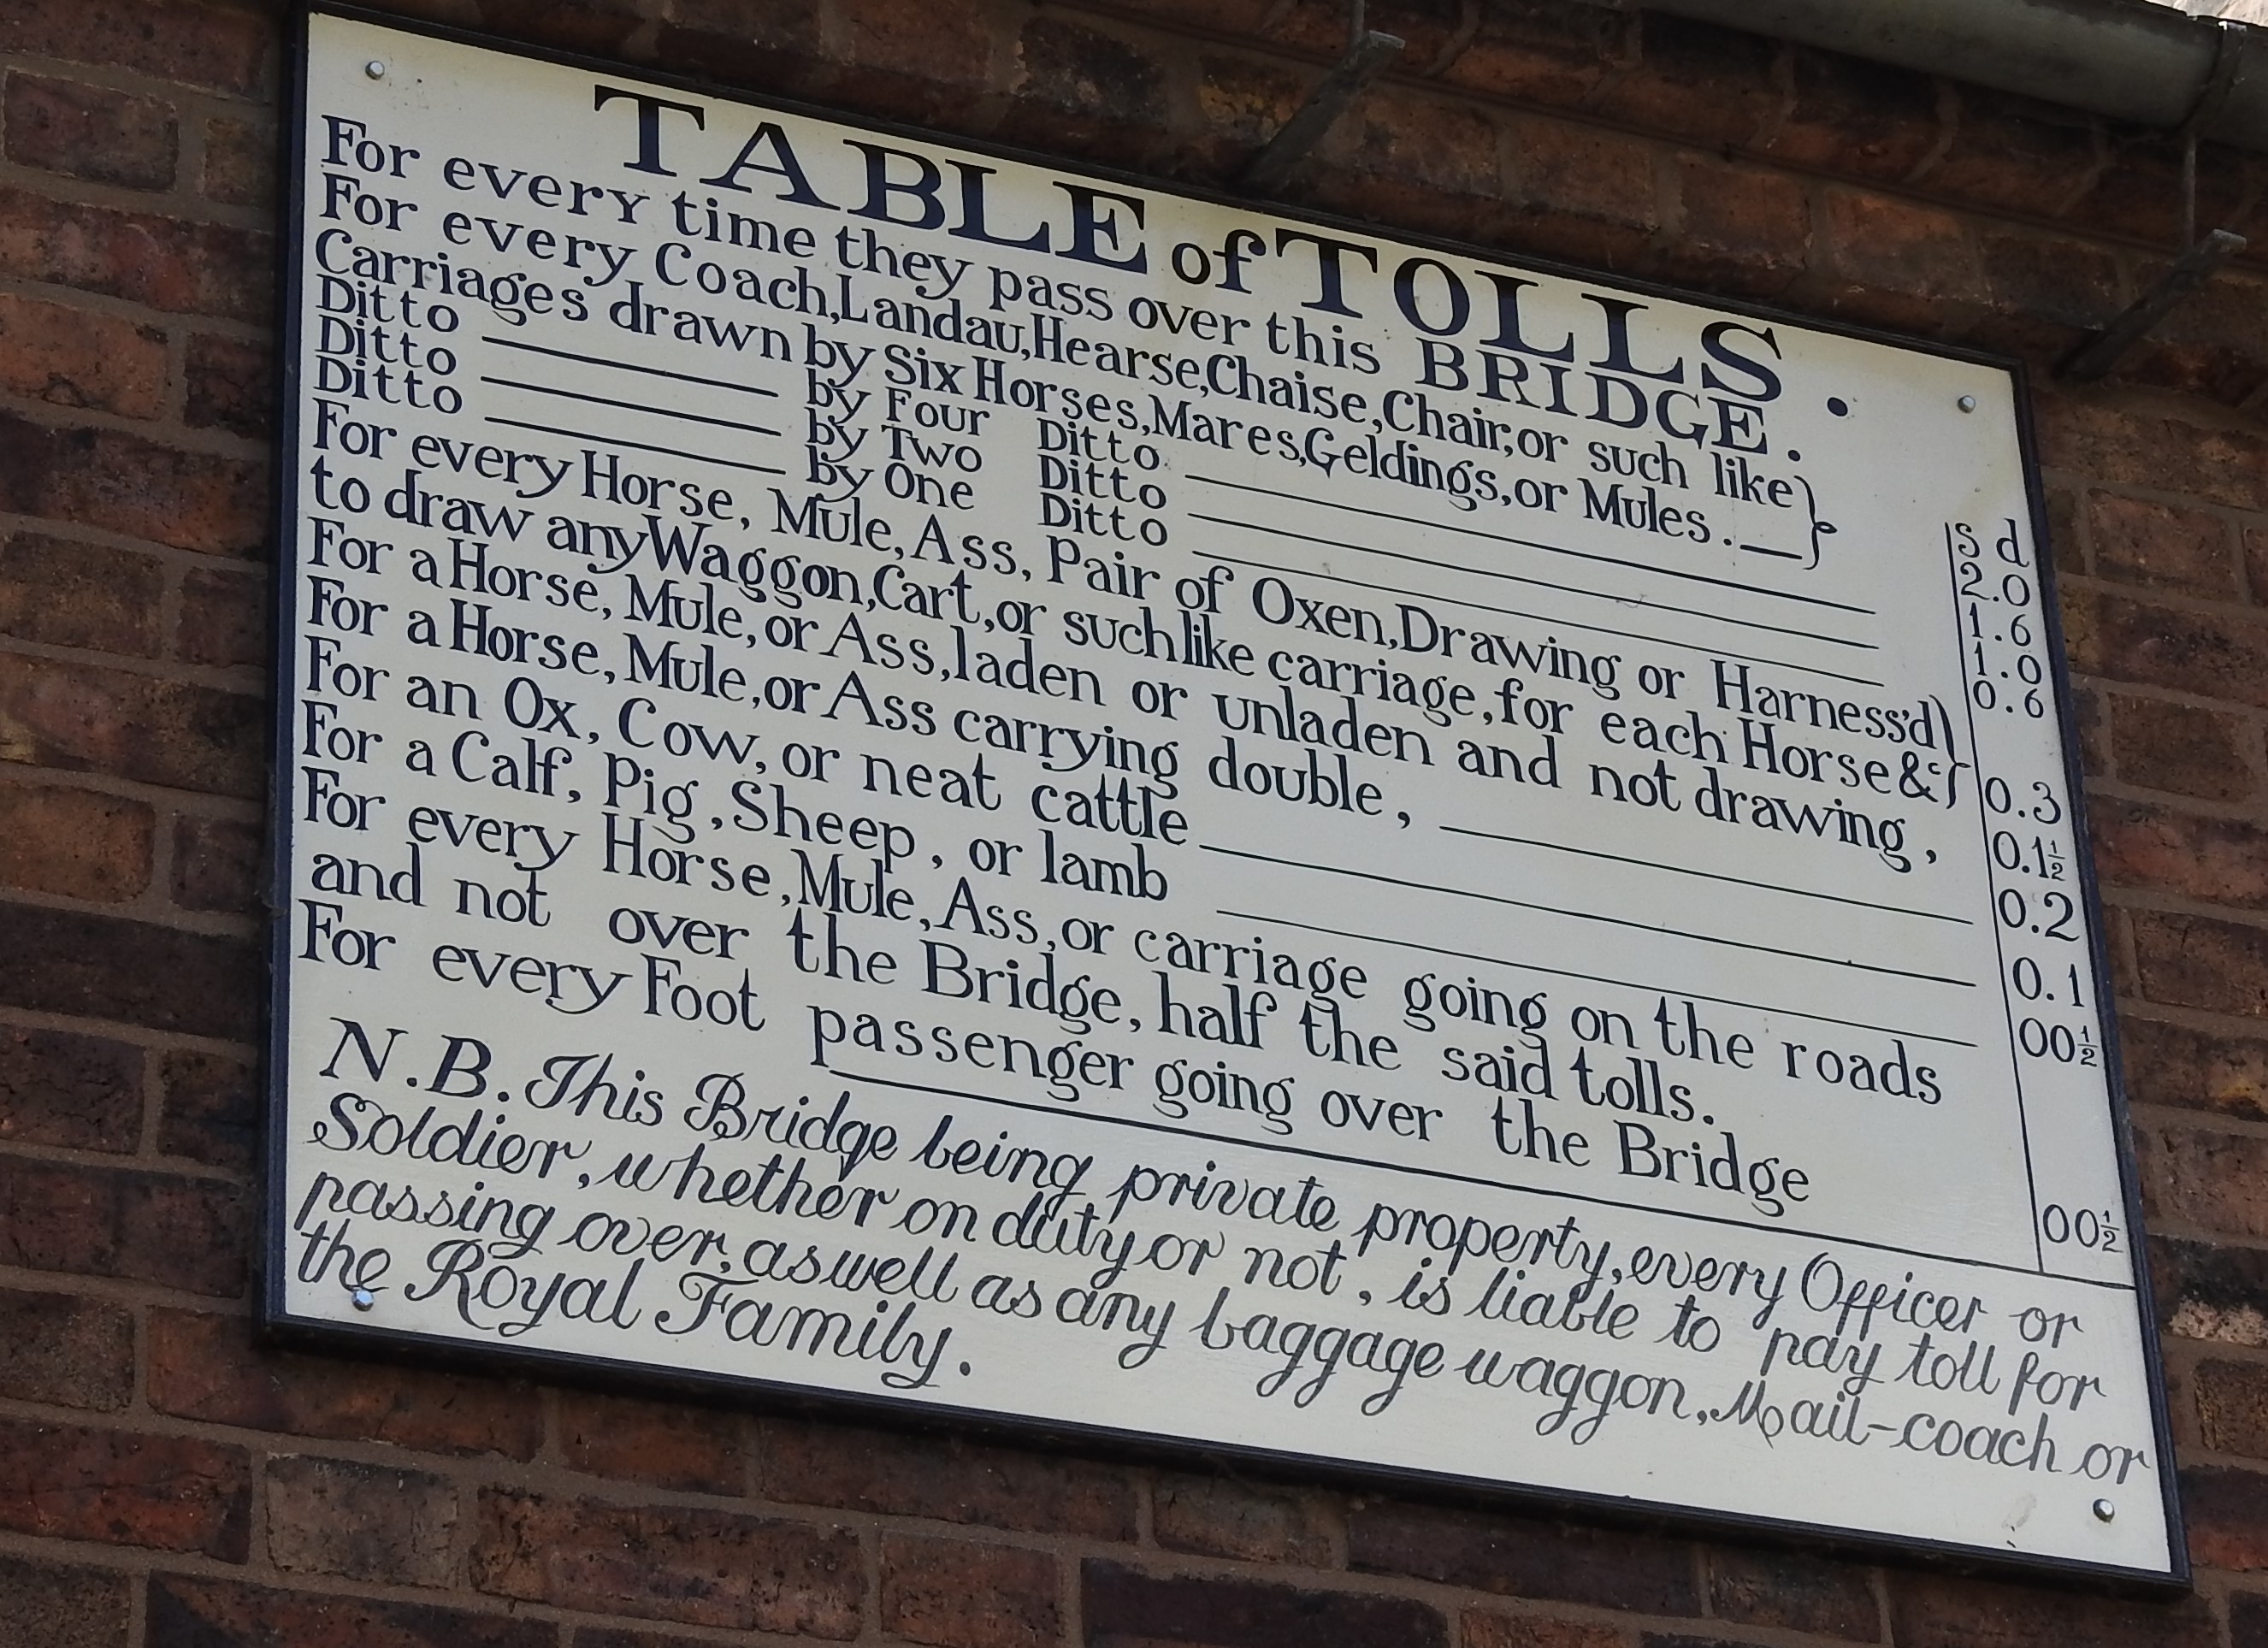 TABLE of TOLLS.
For every time they pass over this BRIDGE.
For every Coach, Landau, Hearse, Chaise, Chair, or such like } s d
Carriages drawn by Six Horses, Mares, Geldings, or Mules. — } 2.0
Ditto — by Four Ditto — 1.6
Ditto — by Two Ditto — 1.0
Ditto — by One Ditto — 0.6
For every Horse, Mule, Ass, Pair of Oxen, Drawing or Harness'd }
to draw any Waggon, Cart, or such like carriage, for each Horse &c } 0.3
For a Horse, Mule, or Ass, laden or unladen and not drawing, 0.1½
For a Horse, Mule, or Ass carrying double, — 0.2
For an Ox, Cow, or neat cattle — 0.1
For a Calf, Pig, Sheep, or lamb — 00½
For every Horse, Mule, Ass, or carriage going on the roads
and not over the Bridge, half the said tolls.
For every Foot passenger going over the Bridge 00½
N.B. This Bridge being private property, every Officer or
Soldier, whether on duty or not, is liable to pay toll for
passing over, as well as any baggage waggon, Mail-coach or
the Royal Family.